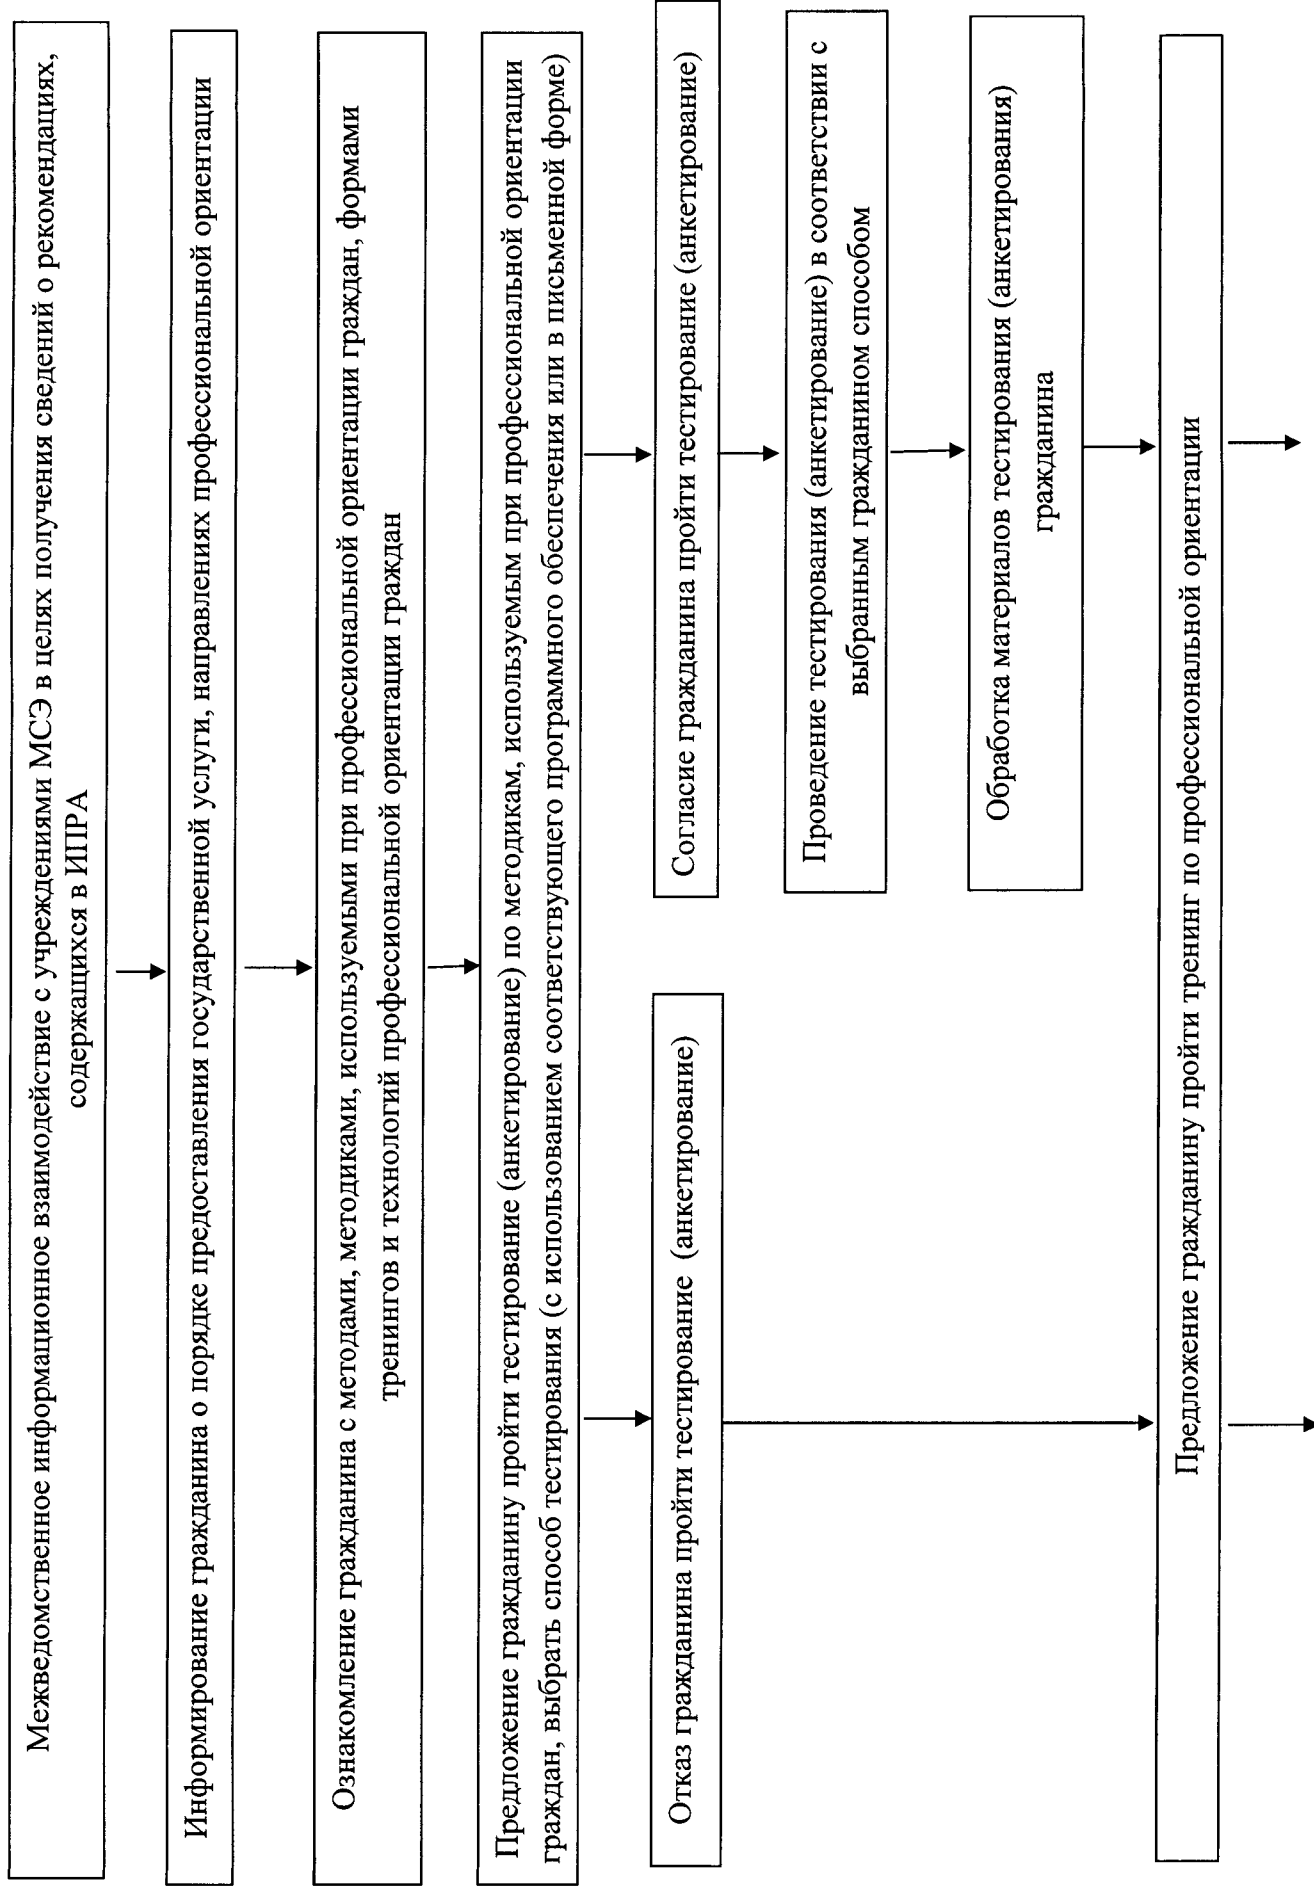 Межведомственное информационное взаимодействие с учреждениями МСЭ в целях получения сведений о рекомендациях,
содержащихся в ИПРА
Информирование гражданина о порядке предоставления государственной услуги, направлениях профессиональной ориентации
Ознакомление гражданина с методами, методиками, используемыми при профессиональной ориентации граждан, формами
тренингов и технологий профессиональной ориентации граждан
Предложение гражданину пройти тестирование (анкетирование) по методикам, используемым при профессиональной ориентации
граждан, выбрать способ тестирования (с использованием соответствующего программного обеспечения или в письменной форме)
Отказ гражданина пройти тестирование (анкетирование)
Согласие гражданина пройти тестирование (анкетирование)
Проведение тестирования (анкетирование) в соответствии с
выбранным гражданином способом
Обработка материалов тестирования (анкетирования)
гражданина
Предложение гражданину пройти тренинг по профессиональной ориентации